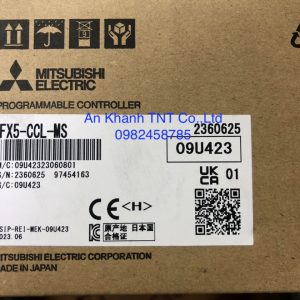 MITSUBISHI
ELECTRIC
PROGRAMMABLE CONTROLLER
FX5-CCL-MS
An Khanh TNT Co., Ltd
0982458785
2360625
09U423
M/C:09U42323060801
S/N:2360625 97454163
S/C:09U423
UK
CA
01
CE
<H>
原产地 日本国
合格证
SIP-REI-MEK-09U423
2023.06
MITSUBISHI ELECTRIC CORPORATION
MADE IN JAPAN